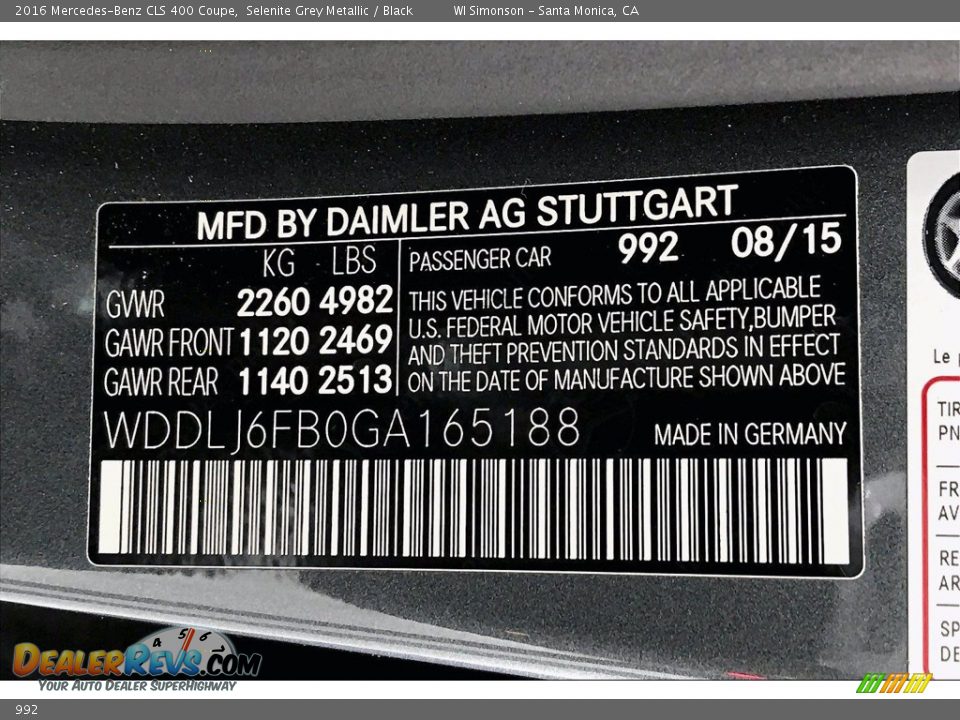 2016 Mercedes-Benz CLS 400 Coupe, Selenite Grey Metallic / Black WI Simonson - Santa Monica, CA
MFD BY DAIMLER AG STUTTGART
KG LBS
GVWR 2260 4982
GAWR FRONT 1120 2469
GAWR REAR 1140 2513
PASSENGER CAR 992 08/15
THIS VEHICLE CONFORMS TO ALL APPLICABLE
U.S. FEDERAL MOTOR VEHICLE SAFETY,BUMPER
AND THEFT PREVENTION STANDARDS IN EFFECT
ON THE DATE OF MANUFACTURE SHOWN ABOVE
WDDLJ6FB0GA165188 MADE IN GERMANY
Le
TIR
PN
FR
AV
RE
AR
SP
DE
4 5 6
DEALERREVS.COM
YOUR AUTO DEALER SUPERHIGHWAY
992